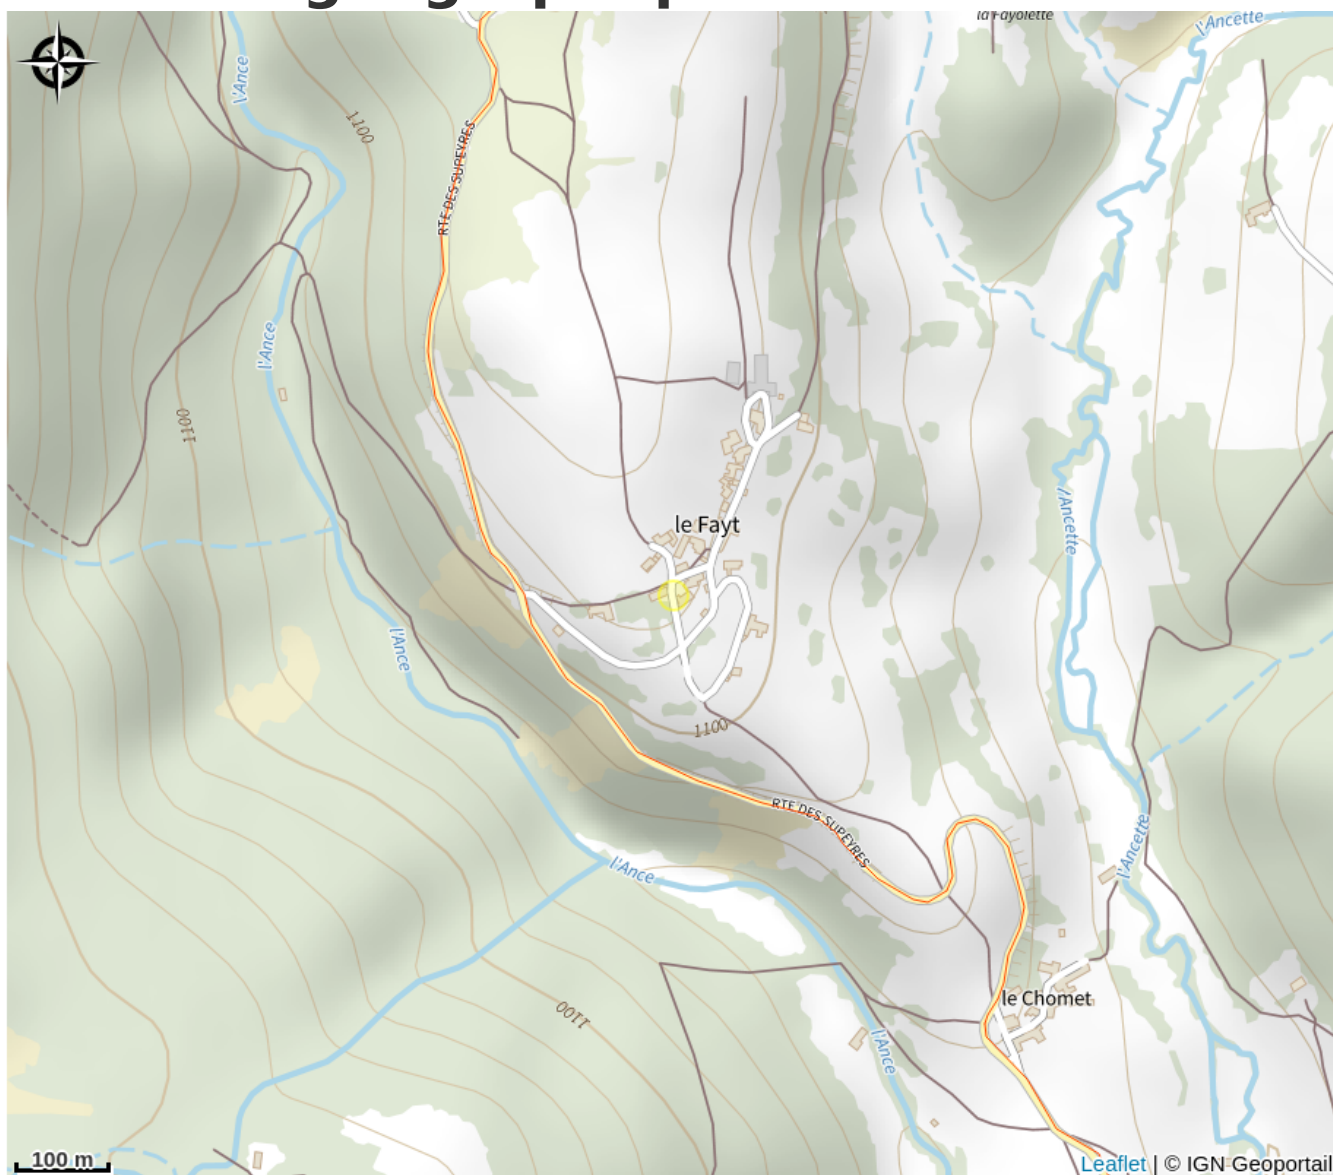 la Fayolette
l'Ancette
l'Ance
1100
RTE DES SUPEYRES
l'Ance
1100
l'Ancette
le Fayt
l'Ance
1100
RTE DES SUPEYRES
l'Ancette
l'Ance
le Chomet
1100
l'Ance
100 m
Leaflet | © IGN Geoportail